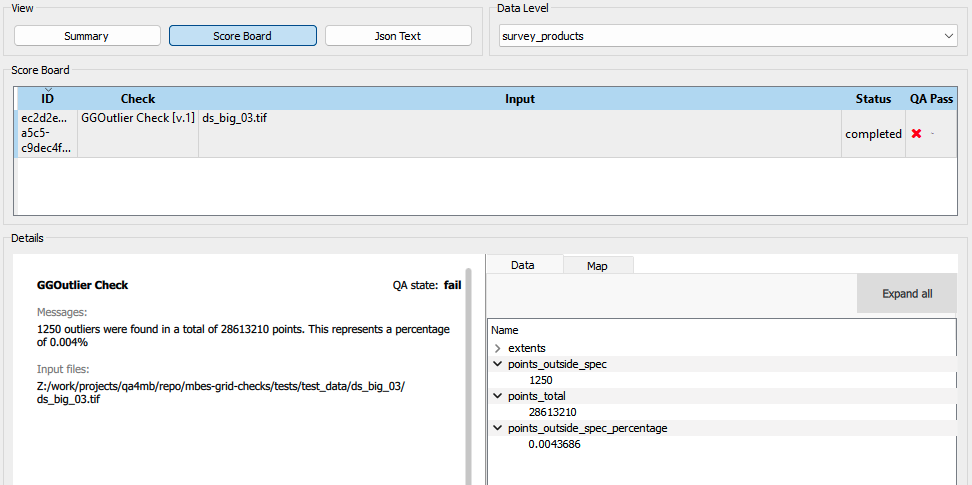 View
Data Level
Summary
Score Board
Json Text
survey_products
Score Board
ID
Check
Input
Status
QA Pass
ec2d2e...
a5c5-
c9dec4f...
GGOutlier Check [v.1]
ds_big_03.tif
completed
-
Details
GGOutlier Check
QA state: fail
Messages:
1250 outliers were found in a total of 28613210 points. This represents a percentage
of 0.004%
Input files:
Z:/work/projects/qa4mb/repo/mbes-grid-checks/tests/test_data/ds_big_03/
ds_big_03.tif
Data
Map
Expand all
Name
extents
points_outside_spec
1250
points_total
28613210
points_outside_spec_percentage
0.0043686